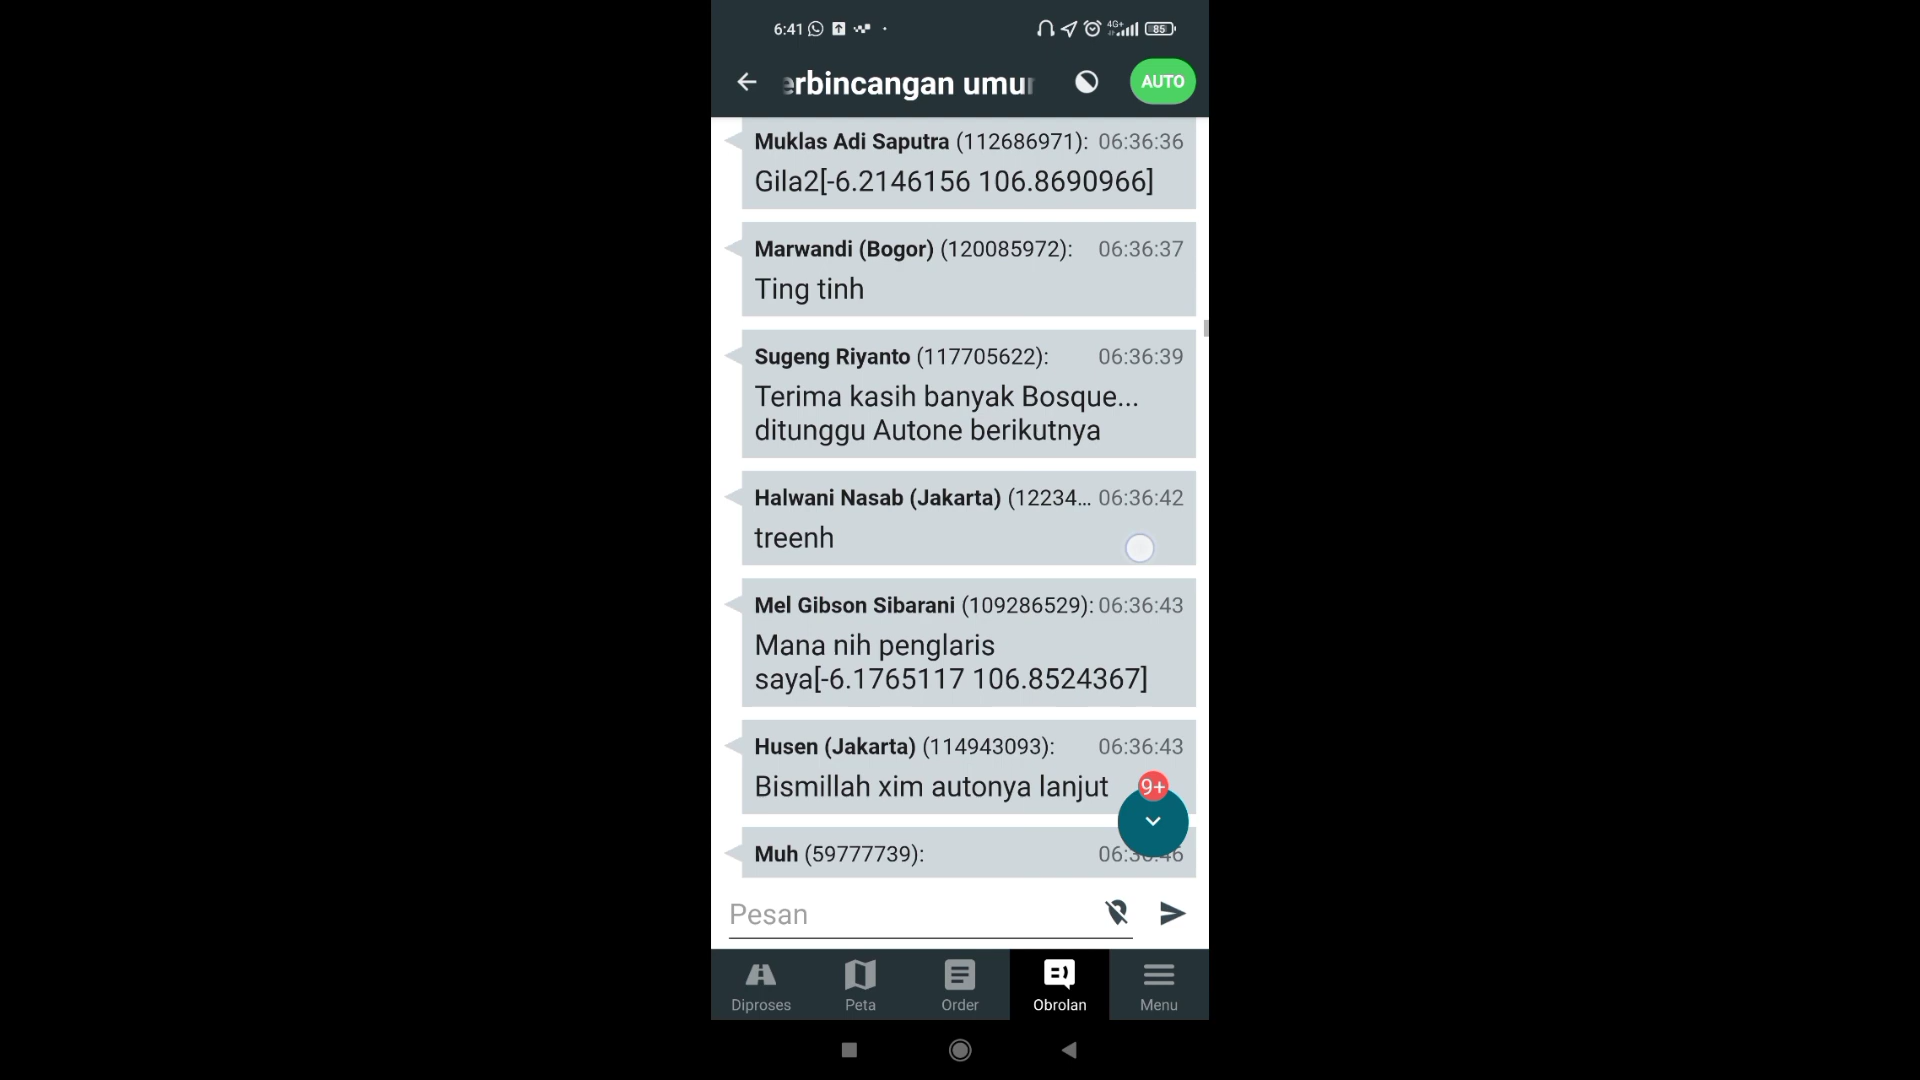 6:41
4G+
85
erbincangan umu
AUTO
Muklas Adi Saputra (112686971): 06:36:36
Gila2[-6.2146156 106.8690966]
Marwandi (Bogor) (120085972): 06:36:37
Ting tinh
Sugeng Riyanto (117705622): 06:36:39
Terima kasih banyak Bosque...
ditunggu Autone berikutnya
Halwani Nasab (Jakarta) (12234... 06:36:42
treenh
Mel Gibson Sibarani (109286529): 06:36:43
Mana nih penglaris
saya[-6.1765117 106.8524367]
Husen (Jakarta) (114943093): 06:36:43
Bismillah xim autonya lanjut
9+
Muh (59777739):
Pesan
Diproses
Peta
Order
Obrolan
Menu